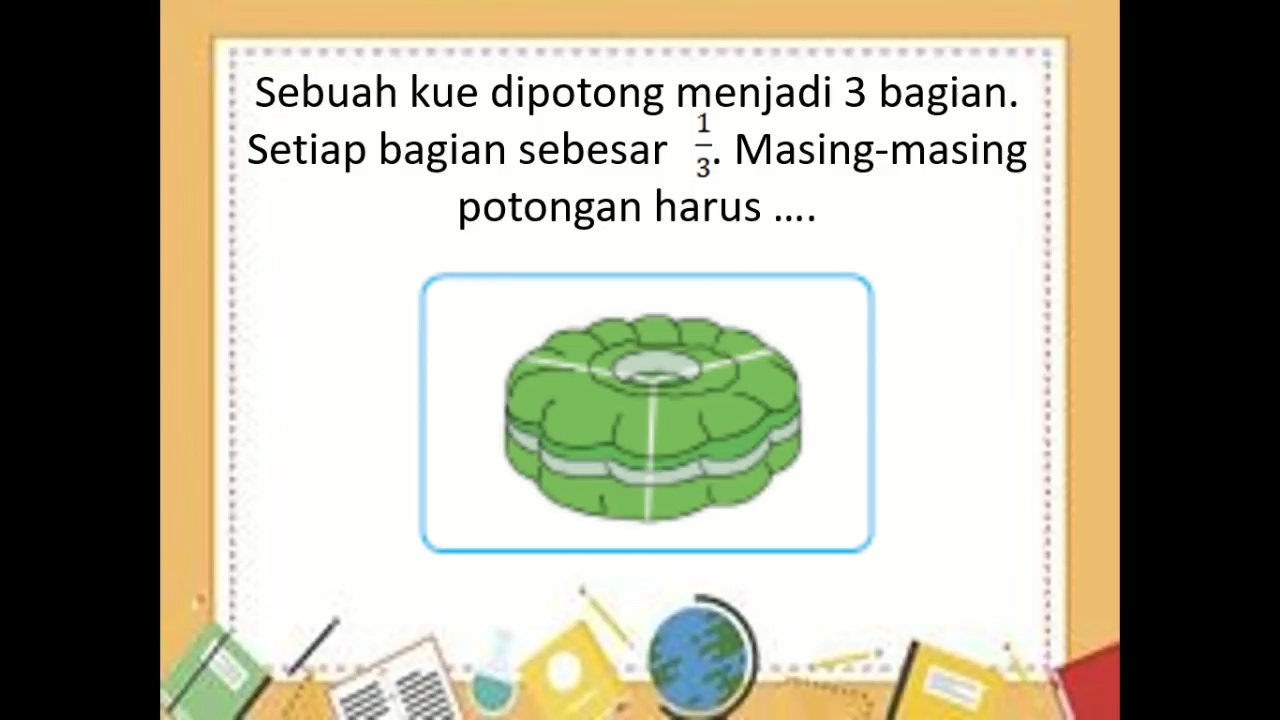 Sebuah kue dipotong menjadi 3 bagian.
Setiap bagian sebesar 1/3. Masing-masing
potongan harus ....